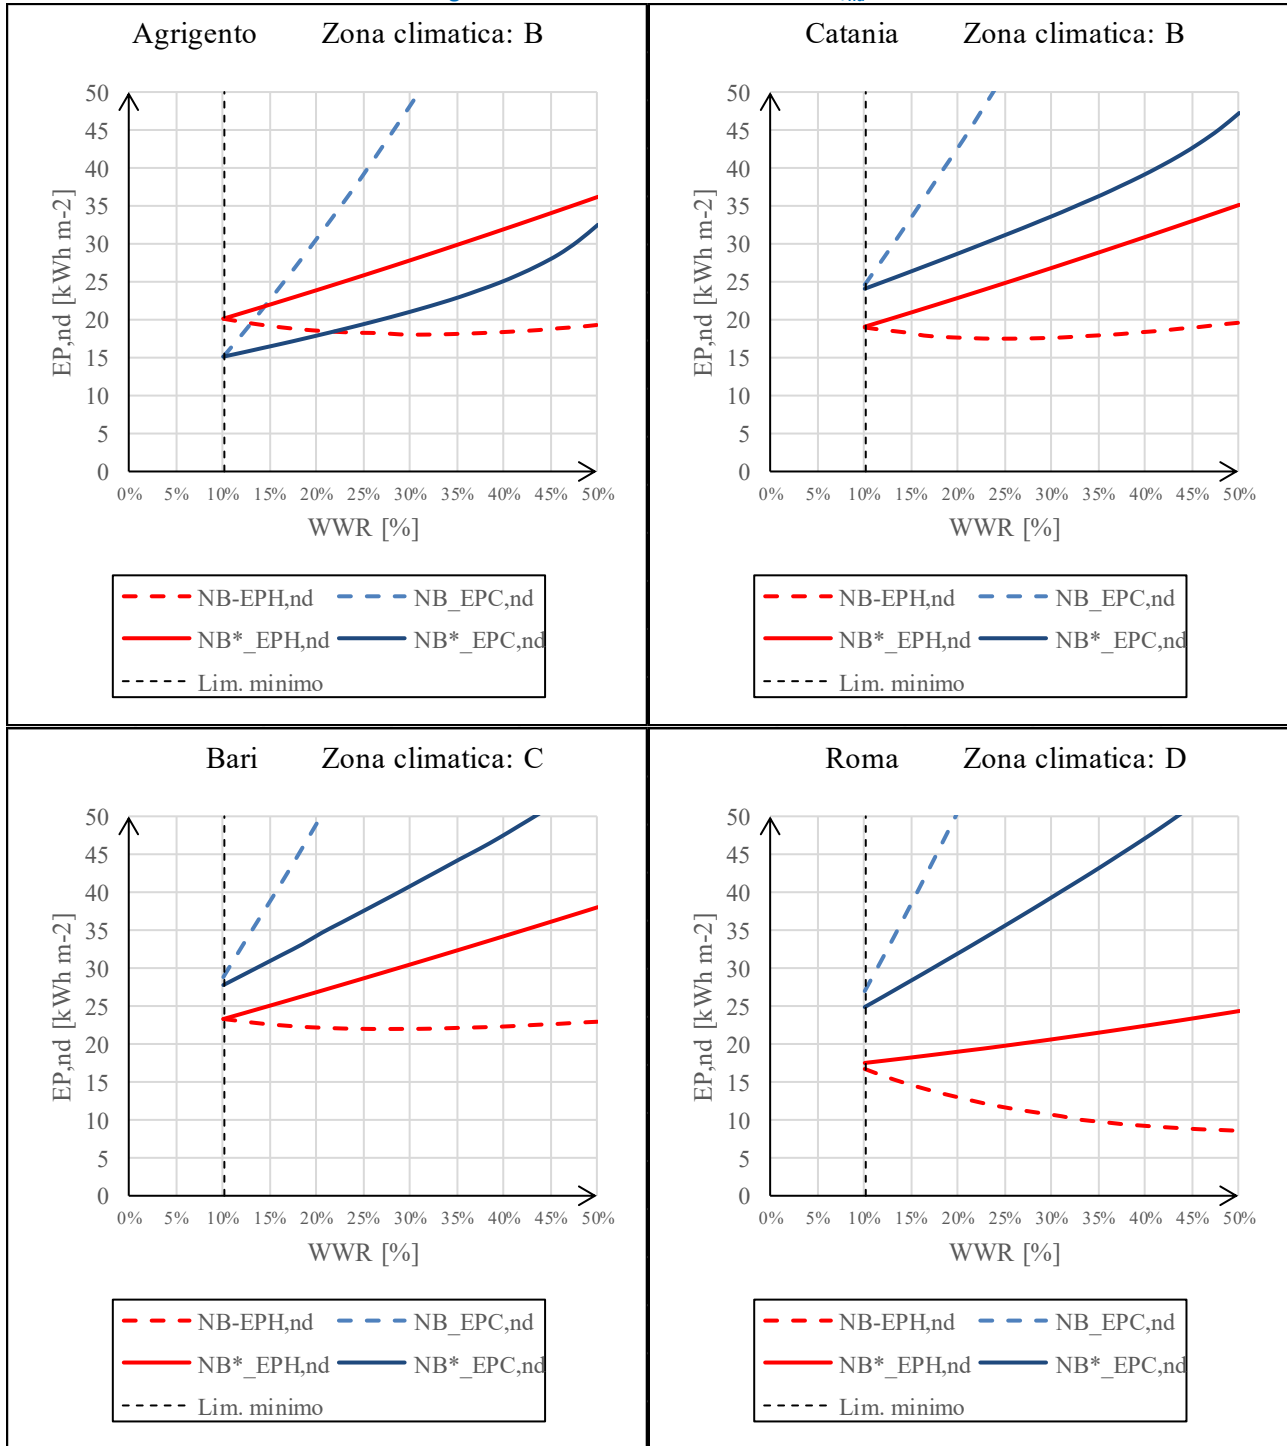 Agrigento Zona climatica: B
EP,nd [kWh m-2]
50
45
40
35
30
25
20
15
10
5
0
0% 5% 10% 15% 20% 25% 30% 35% 40% 45% 50%
WWR [%]
NB-EPH,nd NB_EPC,nd
NB*_EPH,nd NB*_EPC,nd
Lim. minimo
Catania Zona climatica: B
EP,nd [kWh m-2]
50
45
40
35
30
25
20
15
10
5
0
0% 5% 10% 15% 20% 25% 30% 35% 40% 45% 50%
WWR [%]
NB-EPH,nd NB_EPC,nd
NB*_EPH,nd NB*_EPC,nd
Lim. minimo
Bari Zona climatica: C
EP,nd [kWh m-2]
50
45
40
35
30
25
20
15
10
5
0
0% 5% 10% 15% 20% 25% 30% 35% 40% 45% 50%
WWR [%]
NB-EPH,nd NB_EPC,nd
NB*_EPH,nd NB*_EPC,nd
Lim. minimo
Roma Zona climatica: D
EP,nd [kWh m-2]
50
45
40
35
30
25
20
15
10
5
0
0% 5% 10% 15% 20% 25% 30% 35% 40% 45% 50%
WWR [%]
NB-EPH,nd NB_EPC,nd
NB*_EPH,nd NB*_EPC,nd
Lim. minimo